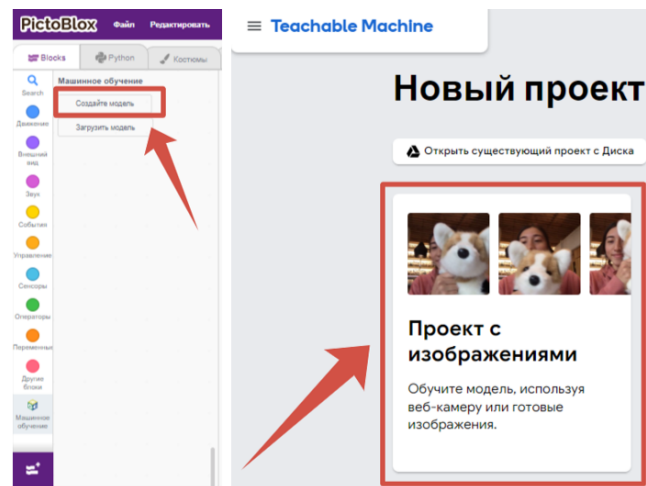 PictoBlox Файл Редактировать
Blocks Python Костюмы
Search
Движение
Внешний
вид
Звук
События
Управление
Сенсоры
Операторы
Переменные
Другие
блоки
Машинное
обучение
Машинное обучение
Создайте модель
Загрузить модель
Teachable Machine
Новый проект
Открыть существующий проект с Диска
Проект с
изображениями
Обучите модель, используя
веб-камеру или готовые
изображения.